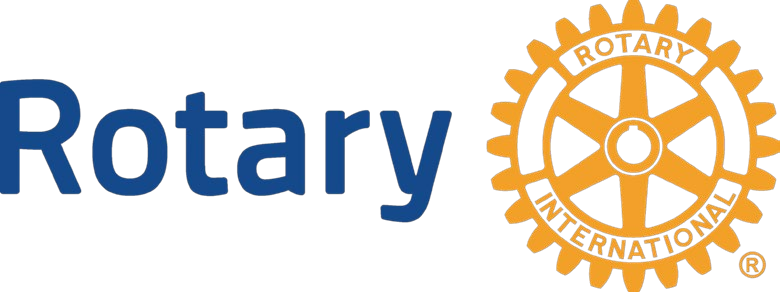 Rotary
ROTARY
INTERNATIONAL
®